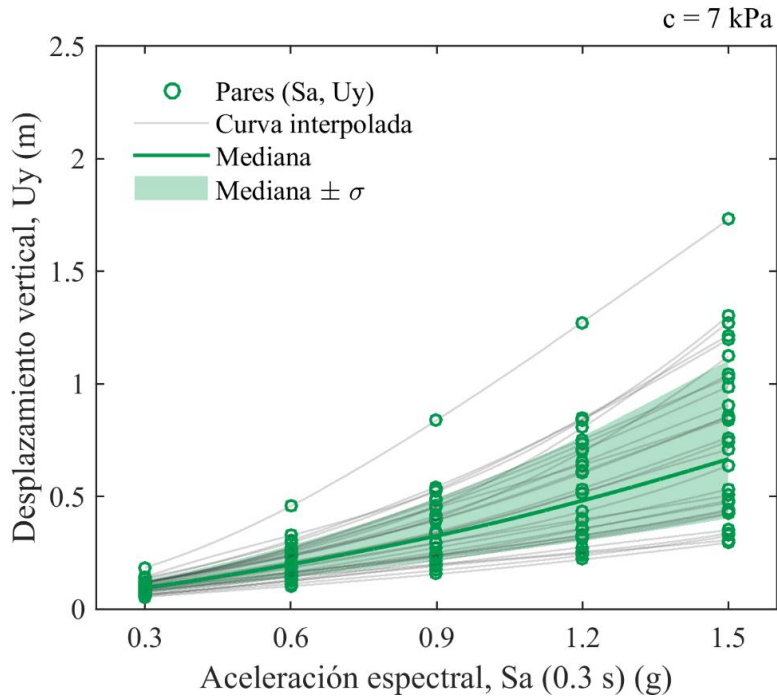 c = 7 kPa
2.5
2
1.5
1
0.5
0
Desplazamiento vertical, Uy (m)
Pares (Sa, Uy)
Curva interpolada
Mediana
Mediana ± σ
0.3 0.6 0.9 1.2 1.5
Aceleración espectral, Sa (0.3 s) (g)